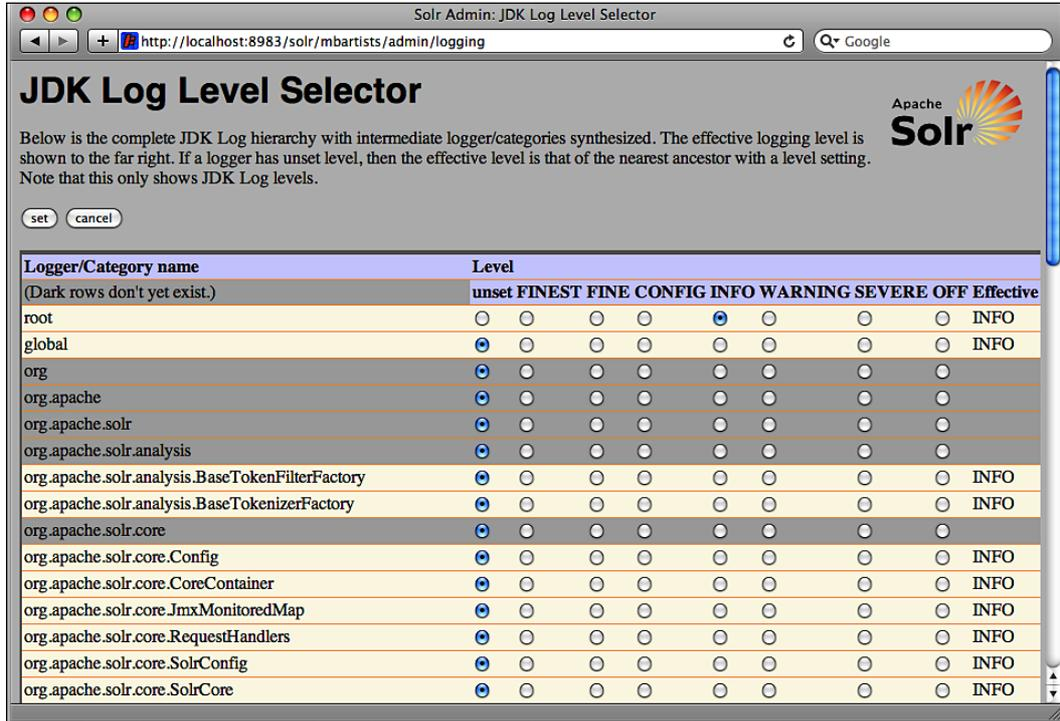 Solr Admin: JDK Log Level Selector
http://localhost:8983/solr/mbartists/admin/logging
Google
JDK Log Level Selector
Apache
Solr
Below is the complete JDK Log hierarchy with intermediate logger/categories synthesized. The effective logging level is
shown to the far right. If a logger has unset level, then the effective level is that of the nearest ancestor with a level setting.
Note that this only shows JDK Log levels.
set cancel
Logger/Category name Level
(Dark rows don't yet exist.) unset FINEST FINE CONFIG INFO WARNING SEVERE OFF Effective
root INFO
global INFO
org
org.apache
org.apache.solr
org.apache.solr.analysis
org.apache.solr.analysis.BaseTokenFilterFactory INFO
org.apache.solr.analysis.BaseTokenizerFactory INFO
org.apache.solr.core
org.apache.solr.core.Config INFO
org.apache.solr.core.CoreContainer INFO
org.apache.solr.core.JmxMonitoredMap INFO
org.apache.solr.core.RequestHandlers INFO
org.apache.solr.core.SolrConfig INFO
org.apache.solr.core.SolrCore INFO